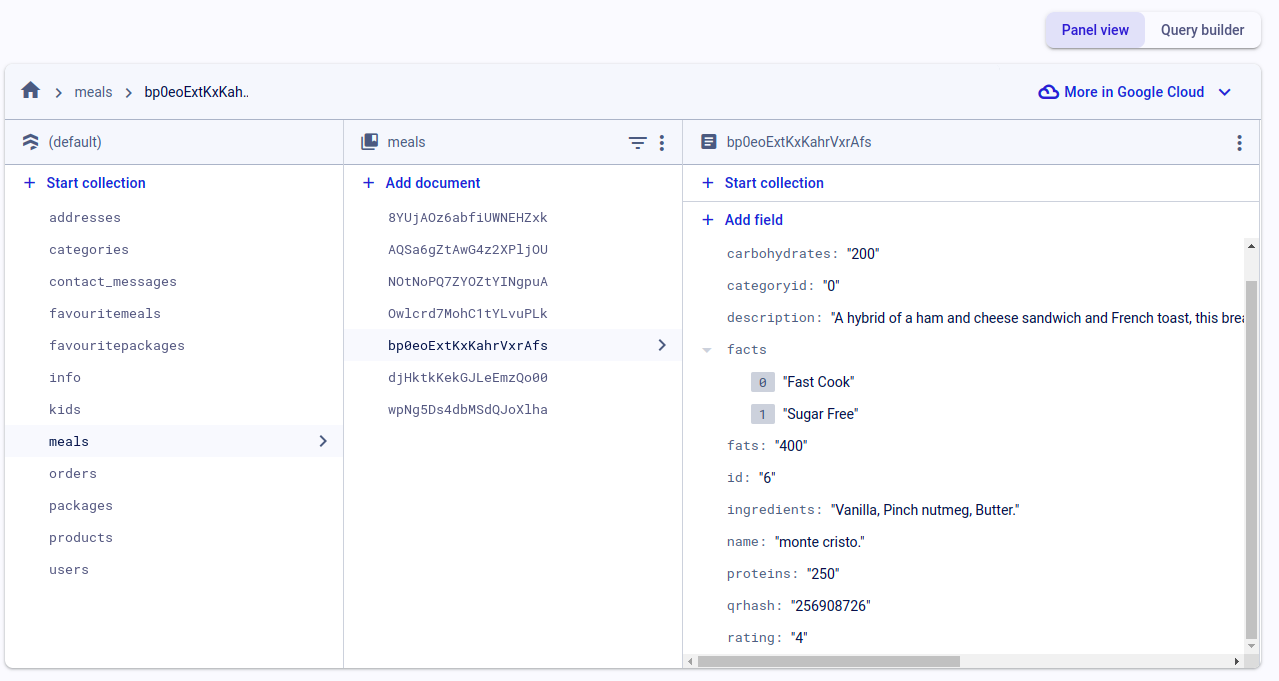 Panel view Query builder
meals bp0eoExtKxKah..
More in Google Cloud
(default)
Start collection
addresses
categories
contact_messages
favouritemeals
favouritepackages
info
kids
meals
orders
packages
products
users
meals
Add document
8YUjAOz6abfiUWNEHZxk
AQSa6gZtAwG4z2XPljOU
NOtNoPQ7ZYOZtYINgpuA
Owlcrd7MohC1tYLvuPLk
bp0eoExtKxKahrVxrAfs
djHktkKekGJLeEmzQo00
wpNg5Ds4dbMSdQJoXlha
bp0eoExtKxKahrVxrAfs
Start collection
Add field
carbohydrates: "200"
categoryid: "0"
description: "A hybrid of a ham and cheese sandwich and French toast, this brea
facts
0 "Fast Cook"
1 "Sugar Free"
fats: "400"
id: "6"
ingredients: "Vanilla, Pinch nutmeg, Butter."
name: "monte cristo."
proteins: "250"
qrhash: "256908726"
rating: "4"